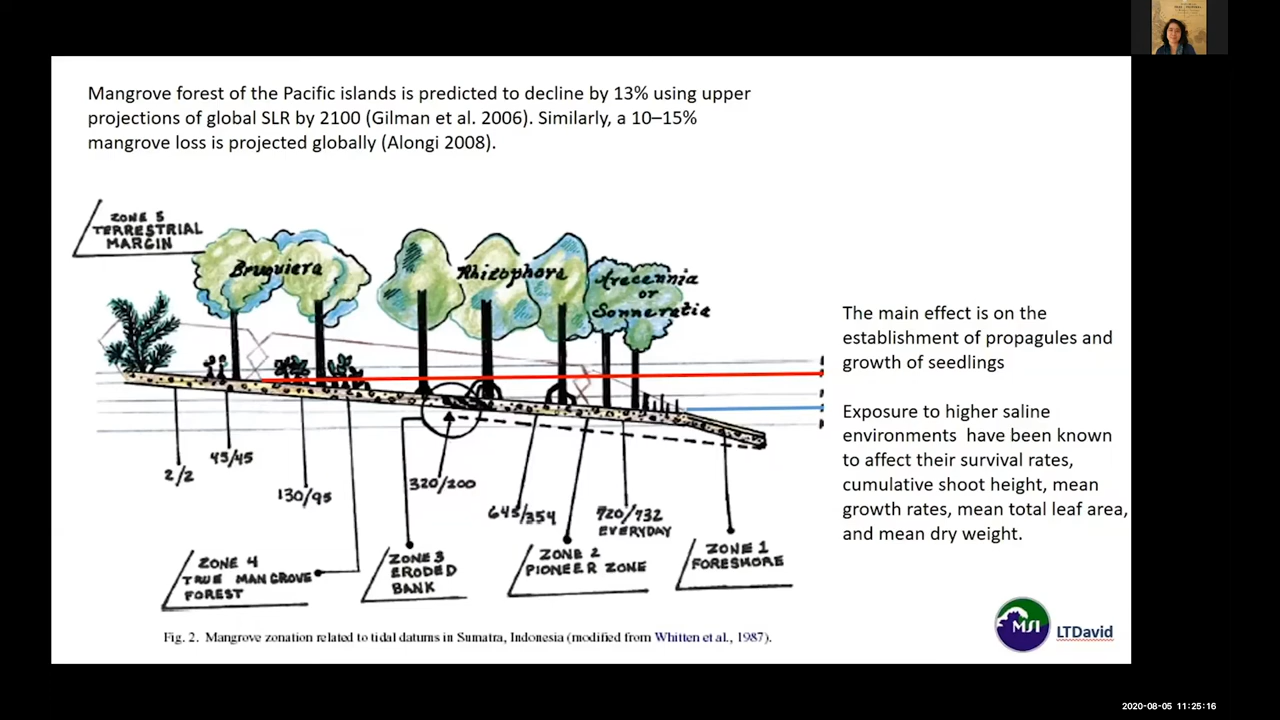 Mangrove forest of the Pacific islands is predicted to decline by 13% using upper
projections of global SLR by 2100 (Gilman et al. 2006). Similarly, a 10–15%
mangrove loss is projected globally (Alongi 2008).
ZONE 5
TERRESTRIAL
MARGIN
Bruguiera
Rhizophora
Avecennia
or
Sonneratia
The main effect is on the
establishment of propagules and
growth of seedlings
Exposure to higher saline
environments have been known
to affect their survival rates,
cumulative shoot height, mean
growth rates, mean total leaf area,
and mean dry weight.
2/2
45/45
130/95
320/200
645/354
720/732
EVERYDAY
ZONE 4
TRUE MANGROVE
FOREST
ZONE 3
ERODED
BANK
ZONE 2
PIONEER ZONE
ZONE 1
FORESHORE
Fig. 2. Mangrove zonation related to tidal datums in Sumatra, Indonesia (modified from Whitten et al., 1987).
MSI
LTDavid
2020-08-05 11:25:16